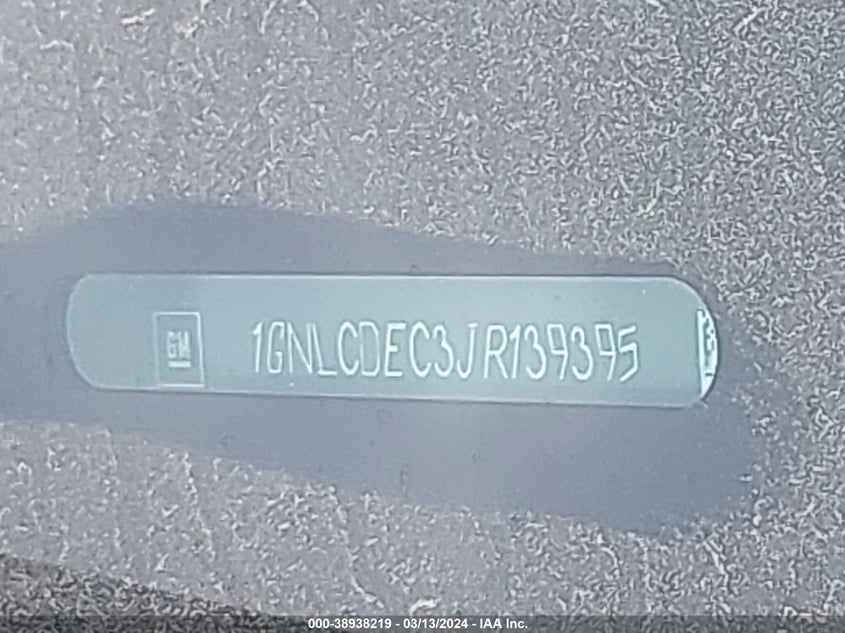 GM
1GNLCDEC3JR139395
000-38938219 - 03/13/2024 - IAA Inc.